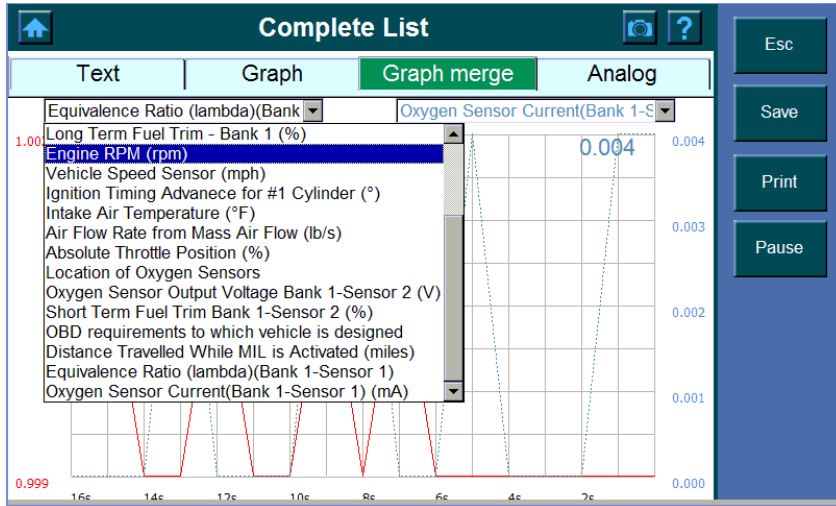 Complete List
?
Esc
Text Graph Graph merge Analog
Equivalence Ratio (lambda)(Bank Oxygen Sensor Current(Bank 1-S
Save
Long Term Fuel Trim - Bank 1 (%)
1.00 0.004 0.004
Engine RPM (rpm)
Vehicle Speed Sensor (mph)
Print
Ignition Timing Advanece for #1 Cylinder (°)
Intake Air Temperature (°F)
Air Flow Rate from Mass Air Flow (lb/s)
0.003
Absolute Throttle Position (%)
Pause
Location of Oxygen Sensors
Oxygen Sensor Output Voltage Bank 1-Sensor 2 (V)
Short Term Fuel Trim Bank 1-Sensor 2 (%)
0.002
OBD requirements to which vehicle is designed
Distance Travelled While MIL is Activated (miles)
Equivalence Ratio (lambda)(Bank 1-Sensor 1)
Oxygen Sensor Current(Bank 1-Sensor 1) (mA)
0.001
0.999 0.000
16s 14s 12s 10s 8s 6s 4s 2s